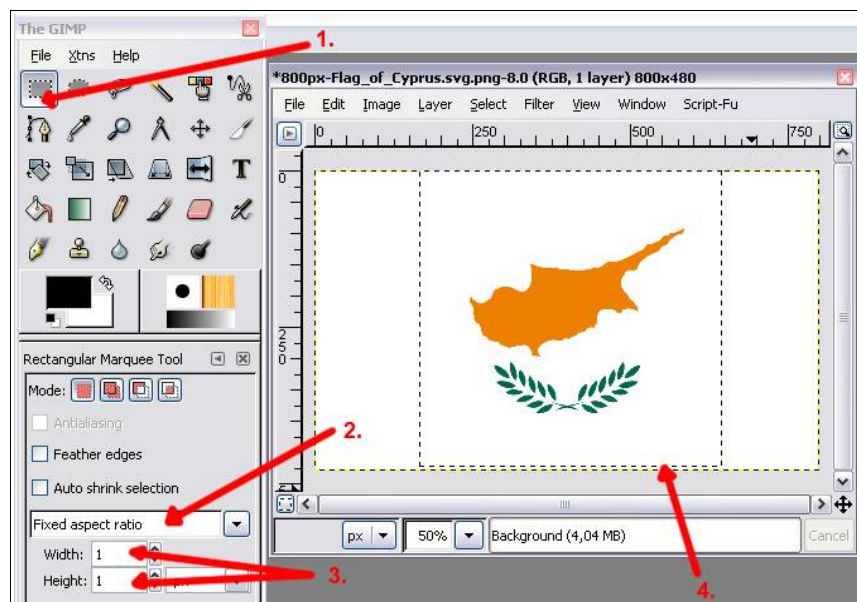 The GIMP
File Xtns Help
1.
*800px-Flag_of_Cyprus.svg.png-8.0 (RGB, 1 layer) 800x480
File Edit Image Layer Select Filter View Window Script-Fu
0 250 500 750
0
250
T
Rectangular Marquee Tool
Mode:
Antialiasing
Feather edges
Auto shrink selection
2.
Fixed aspect ratio
Width: 1
Height: 1
3.
px 50% Background (4,04 MB) Cancel
4.